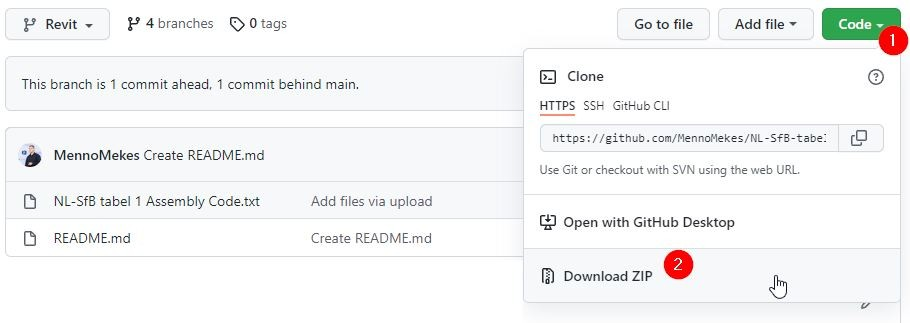 Revit 4 branches 0 tags Go to file Add file Code
1
This branch is 1 commit ahead, 1 commit behind main.
Clone
HTTPS SSH GitHub CLI
https://github.com/MennoMekes/NL-SfB-tabel
Use Git or checkout with SVN using the web URL.
MennoMekes Create README.md
NL-SfB tabel 1 Assembly Code.txt Add files via upload
README.md Create README.md
Open with GitHub Desktop
2
Download ZIP